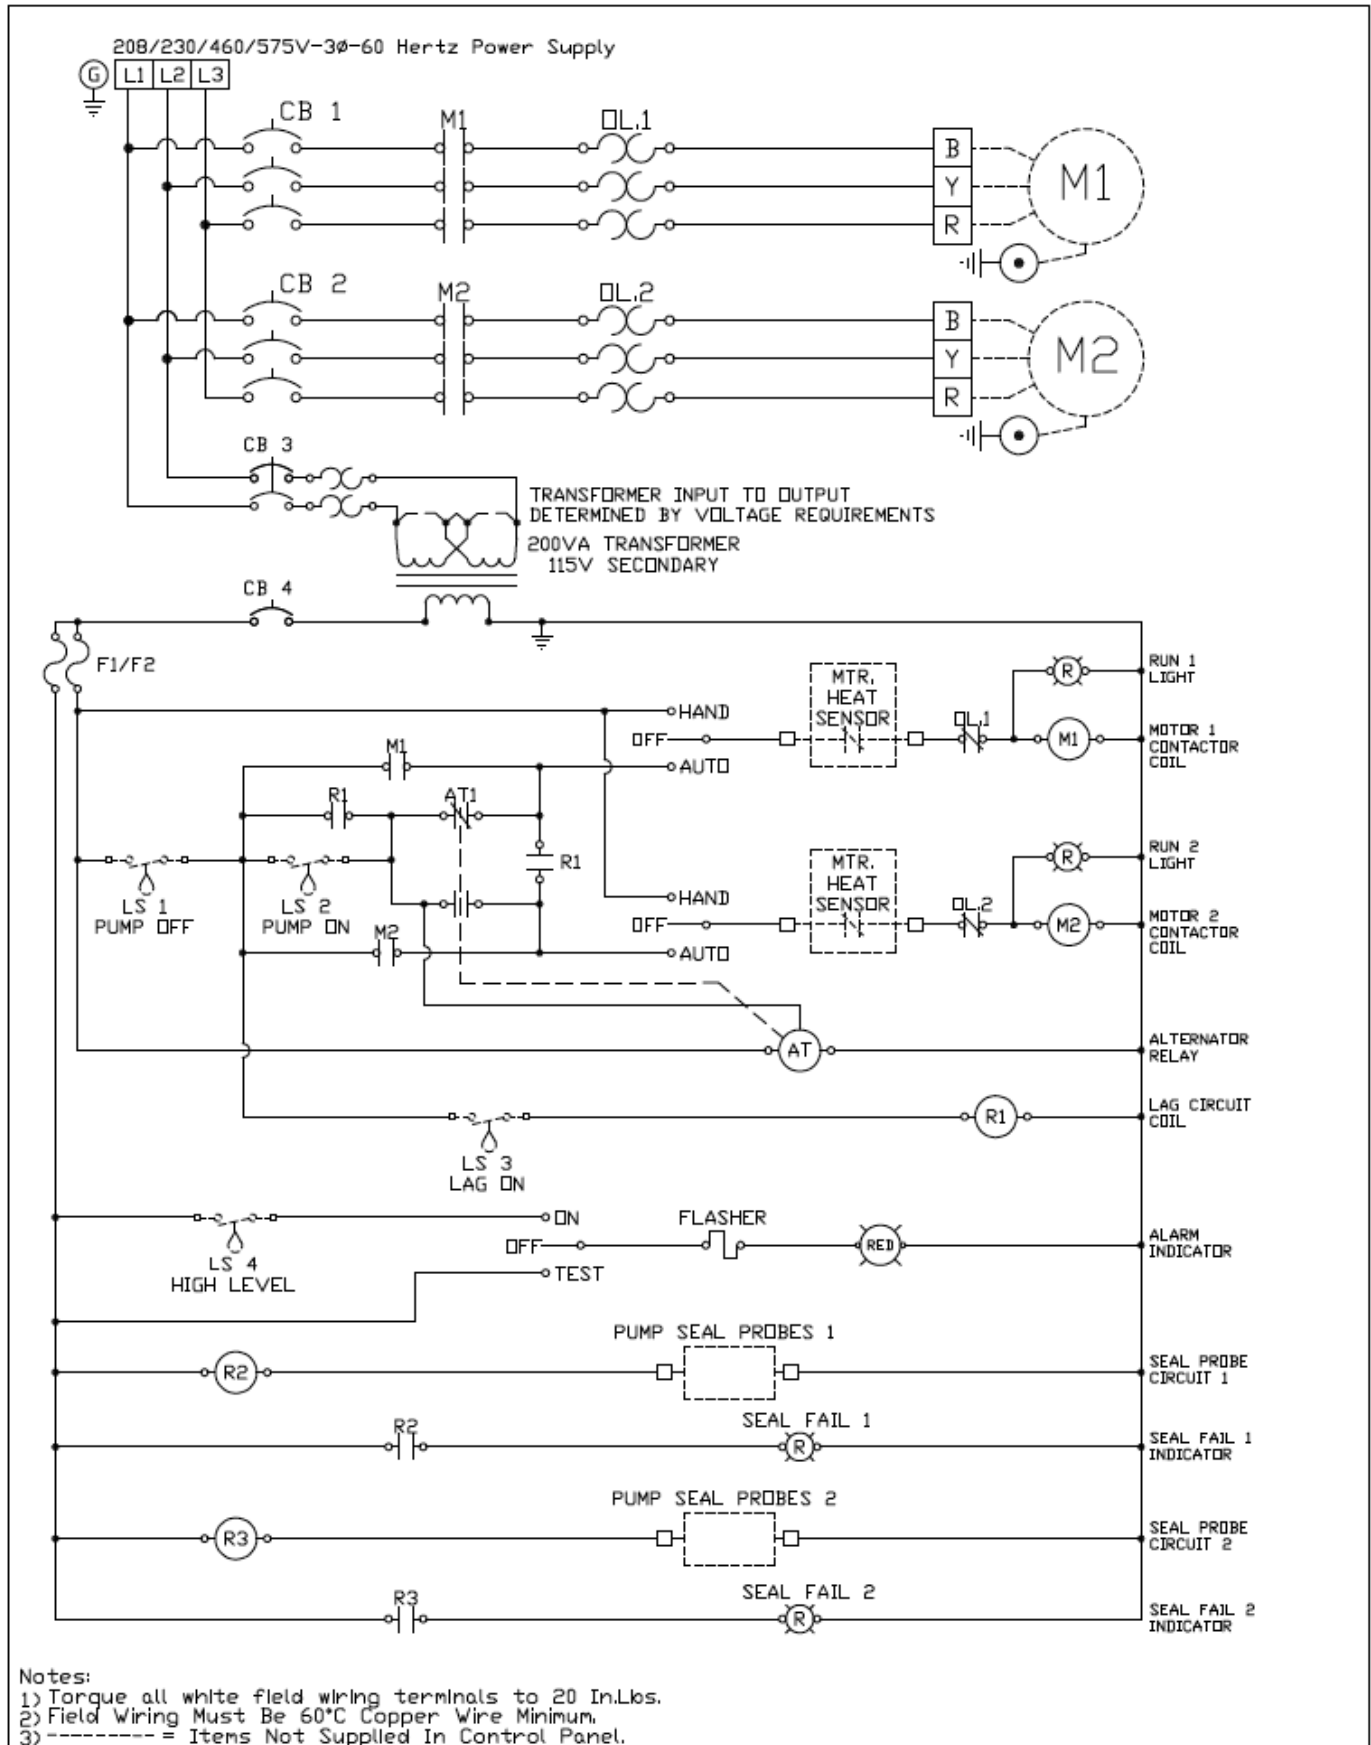 208/230/460/575V-3Ø-60 Hertz Power Supply
G L1 L2 L3
CB 1
M1
OL.1
B
Y
R
M1
CB 2
M2
OL.2
B
Y
R
M2
CB 3
TRANSFORMER INPUT TO OUTPUT
DETERMINED BY VOLTAGE REQUIREMENTS
200VA TRANSFORMER
115V SECONDARY
CB 4
F1/F2
HAND
OFF
AUTO
MTR.
HEAT
SENSOR
OL.1
R
RUN 1
LIGHT
M1
MOTOR 1
CONTACTOR
COIL
M1
R1
AT1
R1
LS 1
PUMP OFF
LS 2
PUMP ON
M2
HAND
OFF
AUTO
MTR.
HEAT
SENSOR
OL.2
R
RUN 2
LIGHT
M2
MOTOR 2
CONTACTOR
COIL
AT
ALTERNATOR
RELAY
LS 3
LAG ON
R1
LAG CIRCUIT
COIL
LS 4
HIGH LEVEL
ON
OFF
TEST
FLASHER
RED
ALARM
INDICATOR
PUMP SEAL PROBES 1
R2
SEAL PROBE
CIRCUIT 1
R2
SEAL FAIL 1
R
SEAL FAIL 1
INDICATOR
PUMP SEAL PROBES 2
R3
SEAL PROBE
CIRCUIT 2
R3
SEAL FAIL 2
R
SEAL FAIL 2
INDICATOR
Notes:
1) Torque all white field wiring terminals to 20 In.Lbs.
2) Field Wiring Must Be 60°C Copper Wire Minimum.
3) --------- = Items Not Supplied In Control Panel.